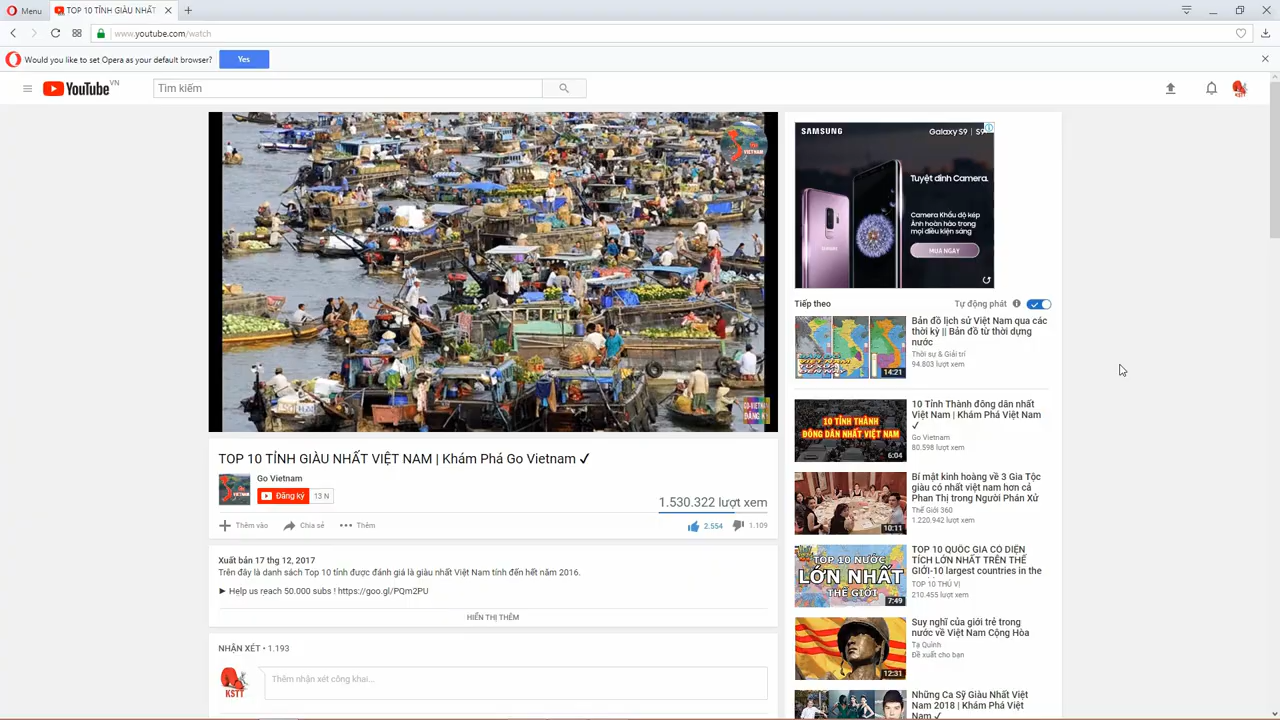 Menu
TOP 10 TỈNH GIÀU NHẤT
www.youtube.com/watch
Would you like to set Opera as your default browser?
Yes
YouTube VN
Tìm kiếm
VIETNAM
SAMSUNG
Galaxy S9 | S9
Tuyệt đỉnh Camera.
Camera Khẩu độ kép
Ảnh hoàn hảo trong
mọi điều kiện sáng
MUA NGAY
Tiếp theo
Tự động phát
Bản đồ lịch sử Việt Nam qua các
thời kỳ || Bản đồ từ thời dựng
nước
Thời sự & Giải trí
94.803 lượt xem
14:21
10 TỈNH THÀNH
ĐÔNG DÂN NHẤT VIỆT NAM
6:04
10 Tỉnh Thành đông dân nhất
Việt Nam | Khám Phá Việt Nam
✓
Go Vietnam
80.598 lượt xem
TOP 10 TỈNH GIÀU NHẤT VIỆT NAM | Khám Phá Go Vietnam ✓
Go Vietnam
Đăng ký
13 N
1.530.322 lượt xem
Thêm vào
Chia sẻ
Thêm
2.554
1.109
Bí mật kinh hoàng về 3 Gia Tộc
giàu có nhất việt nam hơn cả
Phan Thị trong Người Phán Xử
Thế Giới 360
1.220.942 lượt xem
10:11
Xuất bản 17 thg 12, 2017
Trên đây là danh sách Top 10 tỉnh được đánh giá là giàu nhất Việt Nam tính đến hết năm 2016.
► Help us reach 50.000 subs ! https://goo.gl/PQm2PU
HIỂN THỊ THÊM
TOP 10 NƯỚC
LỚN NHẤT
THẾ GIỚI
7:49
TOP 10 QUỐC GIA CÓ DIỆN
TÍCH LỚN NHẤT TRÊN THẾ
GIỚI-10 largest countries in the
TOP 10 THÚ VỊ
210.455 lượt xem
NHẬN XÉT • 1.193
KSTT
Thêm nhận xét công khai...
Suy nghĩ của giới trẻ trong
nước về Việt Nam Cộng Hòa
Tạ Quỳnh
Đề xuất cho bạn
12:31
Những Ca Sỹ Giàu Nhất Việt
Nam 2018 | Khám Phá Việt
Nam ✓